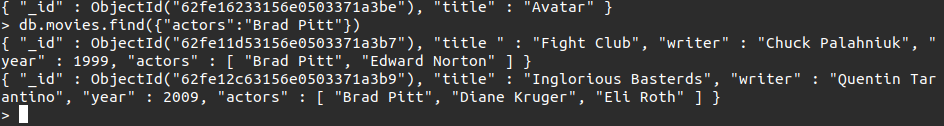 { "_id" : ObjectId("62fe16233156e0503371a3be"), "title" : "Avatar" }
> db.movies.find({"actors":"Brad Pitt"})
{ "_id" : ObjectId("62fe11d53156e0503371a3b7"), "title " : "Fight Club", "writer" : "Chuck Palahniuk", "
year" : 1999, "actors" : [ "Brad Pitt", "Edward Norton" ] }
{ "_id" : ObjectId("62fe12c63156e0503371a3b9"), "title" : "Inglorious Basterds", "writer" : "Quentin Tar
antino", "year" : 2009, "actors" : [ "Brad Pitt", "Diane Kruger", "Eli Roth" ] }
>